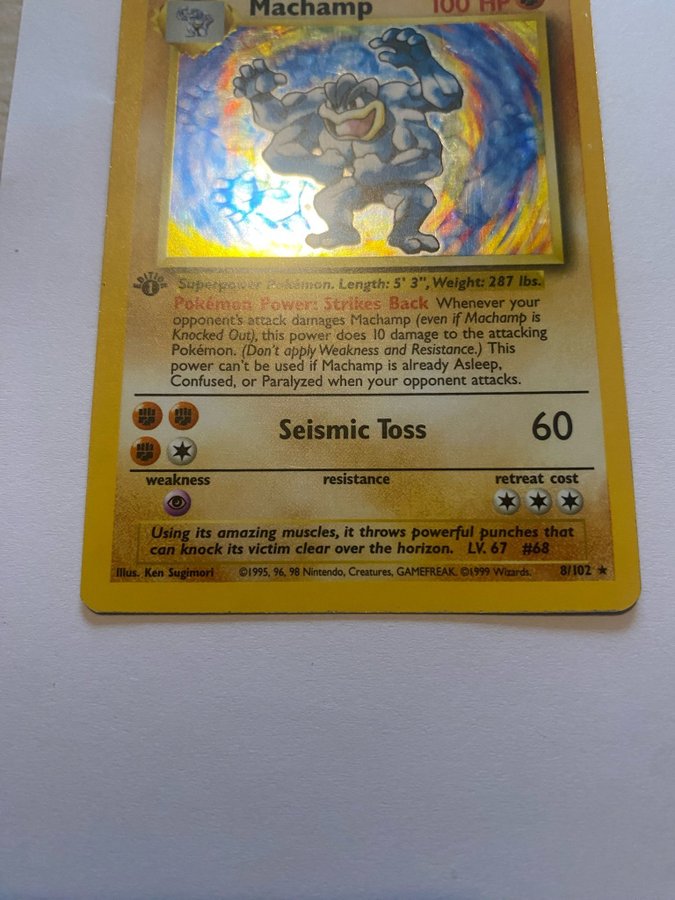 Machamp 100 HP
EDITION
1
Superpower Pokémon. Length: 5' 3", Weight: 287 lbs.
Pokémon Power: Strikes Back Whenever your
opponent's attack damages Machamp (even if Machamp is
Knocked Out), this power does 10 damage to the attacking
Pokémon. (Don't apply Weakness and Resistance.) This
power can't be used if Machamp is already Asleep,
Confused, or Paralyzed when your opponent attacks.
Seismic Toss 60
weakness resistance retreat cost
Using its amazing muscles, it throws powerful punches that
can knock its victim clear over the horizon. LV. 67 #68
Illus. Ken Sugimori ©1995, 96, 98 Nintendo, Creatures, GAMEFREAK. ©1999 Wizards. 8/102 ★